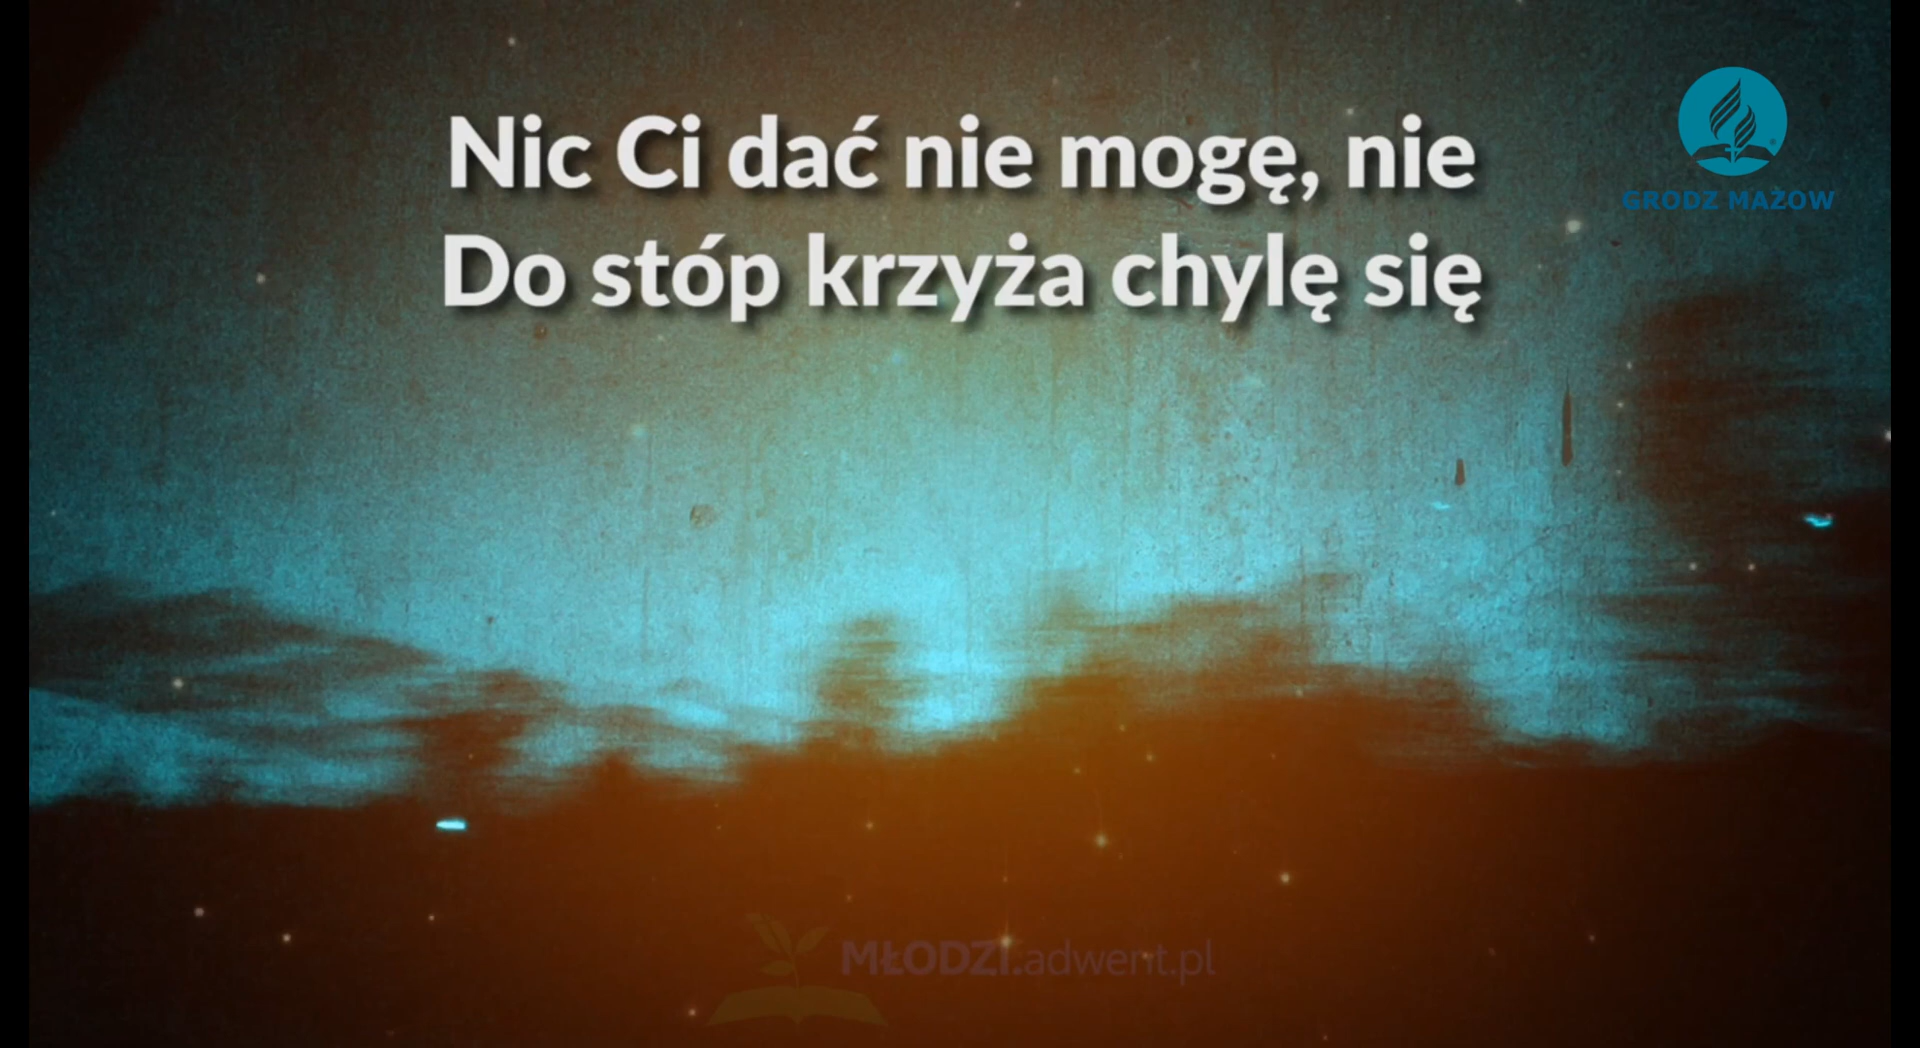 Nic Ci dać nie mogę, nie
Do stóp krzyża chylę się
GRODZ MAZOW
MŁODZI.adwent.pl